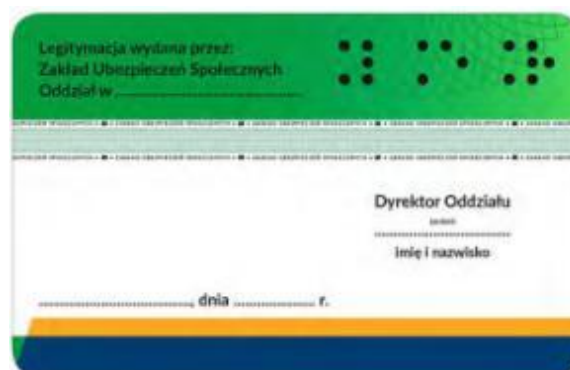 Legitymacja wydana przez:
Zakład Ubezpieczeń Społecznych
Oddział w ........................................
Dyrektor Oddziału
........................................
imię i nazwisko
........................................, dnia .................... r.